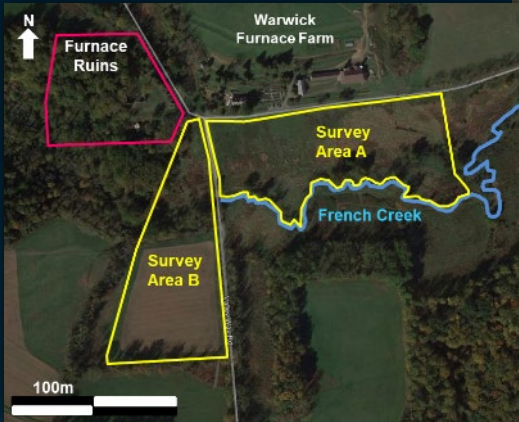 N
Warwick
Furnace Farm
Furnace
Ruins
Survey
Area A
French Creek
Survey
Area B
100m